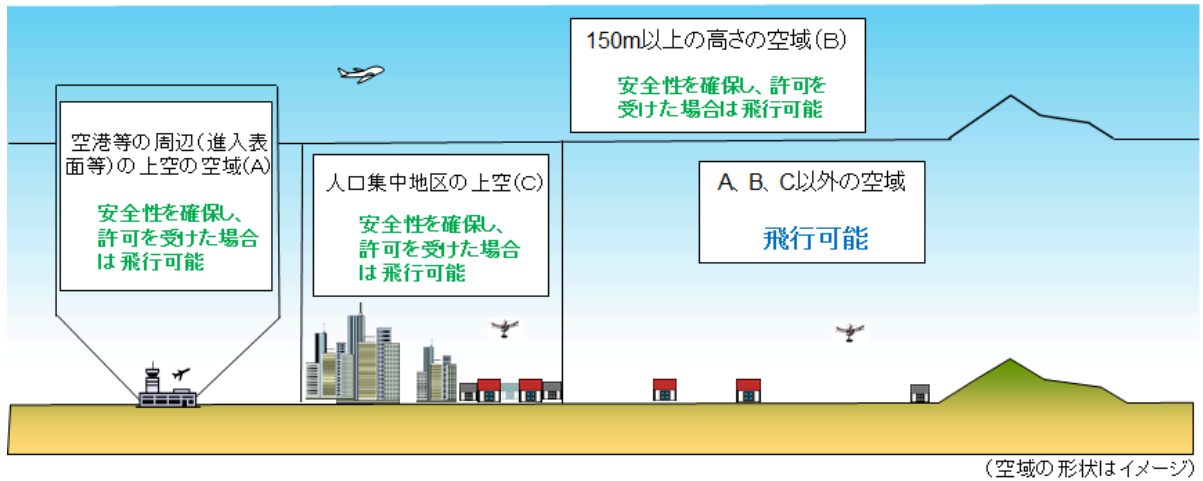 150m以上の高さの空域(B)
安全性を確保し、許可を
受けた場合は飛行可能
空港等の周辺(進入表
面等)の上空の空域(A)
安全性を確保し、
許可を受けた場合
は飛行可能
人口集中地区の上空(C)
安全性を確保し、
許可を受けた場合
は飛行可能
A、B、C以外の空域
飛行可能
(空域の形状はイメージ)